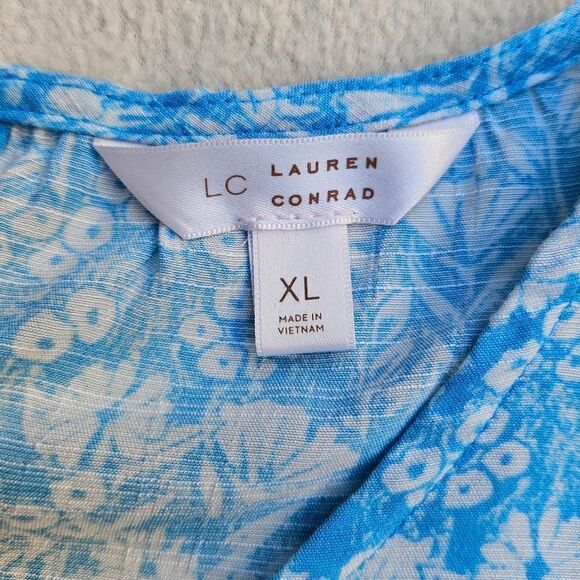 LC LAUREN
CONRAD
XL
MADE IN
VIETNAM